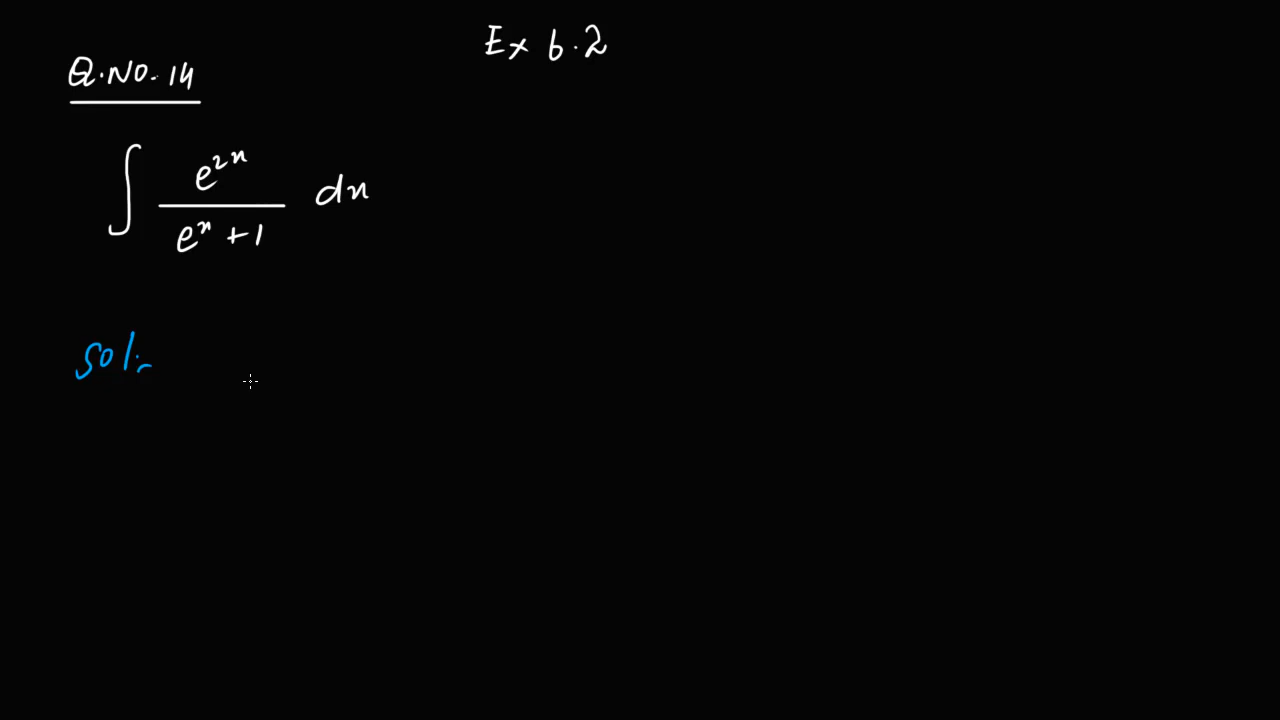 Ex 6.2
Q.NO. 14
∫ e^{2x} / (e^x + 1) dx
Sol:-